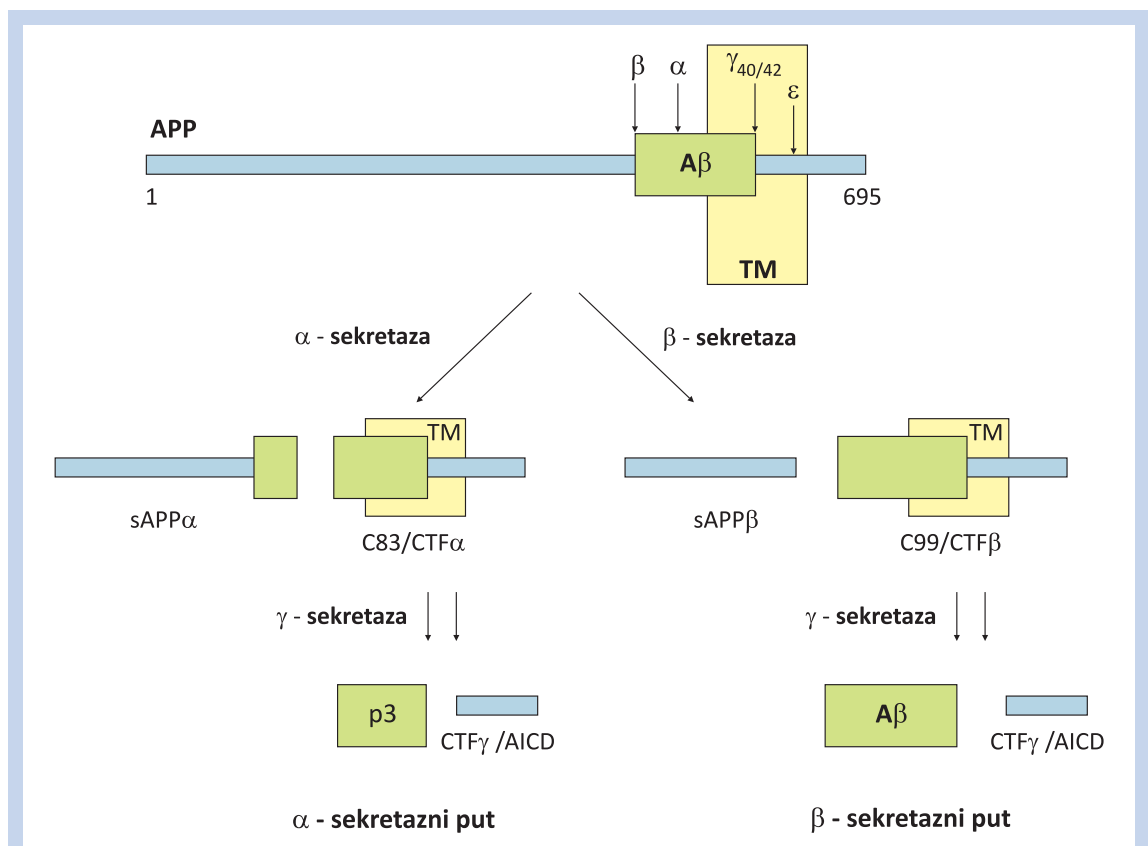 β α γ40/42
ε
APP
Aβ
1 695
TM
α - sekretaza β - sekretaza
TM TM
sAPPα C83/CTFα sAPPβ C99/CTFβ
γ - sekretaza γ - sekretaza
p3 Aβ
CTFγ /AICD CTFγ /AICD
α - sekretazni put β - sekretazni put